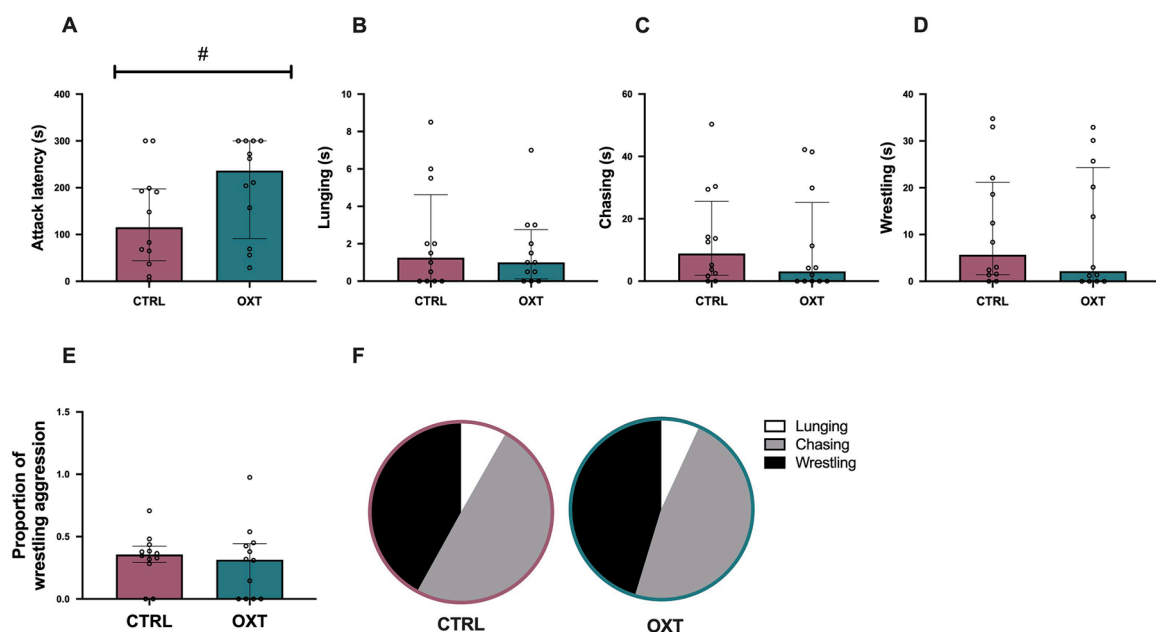 A
B
C
D
#
Attack latency (s)
400
300
200
100
0
CTRL
OXT
Lunging (s)
10
8
6
4
2
0
CTRL
OXT
Chasing (s)
60
40
20
0
CTRL
OXT
Wrestling (s)
40
30
20
10
0
CTRL
OXT
E
F
Proportion of
wrestling aggression
1.5
1.0
0.5
0.0
CTRL
OXT
CTRL
OXT
Lunging
Chasing
Wrestling